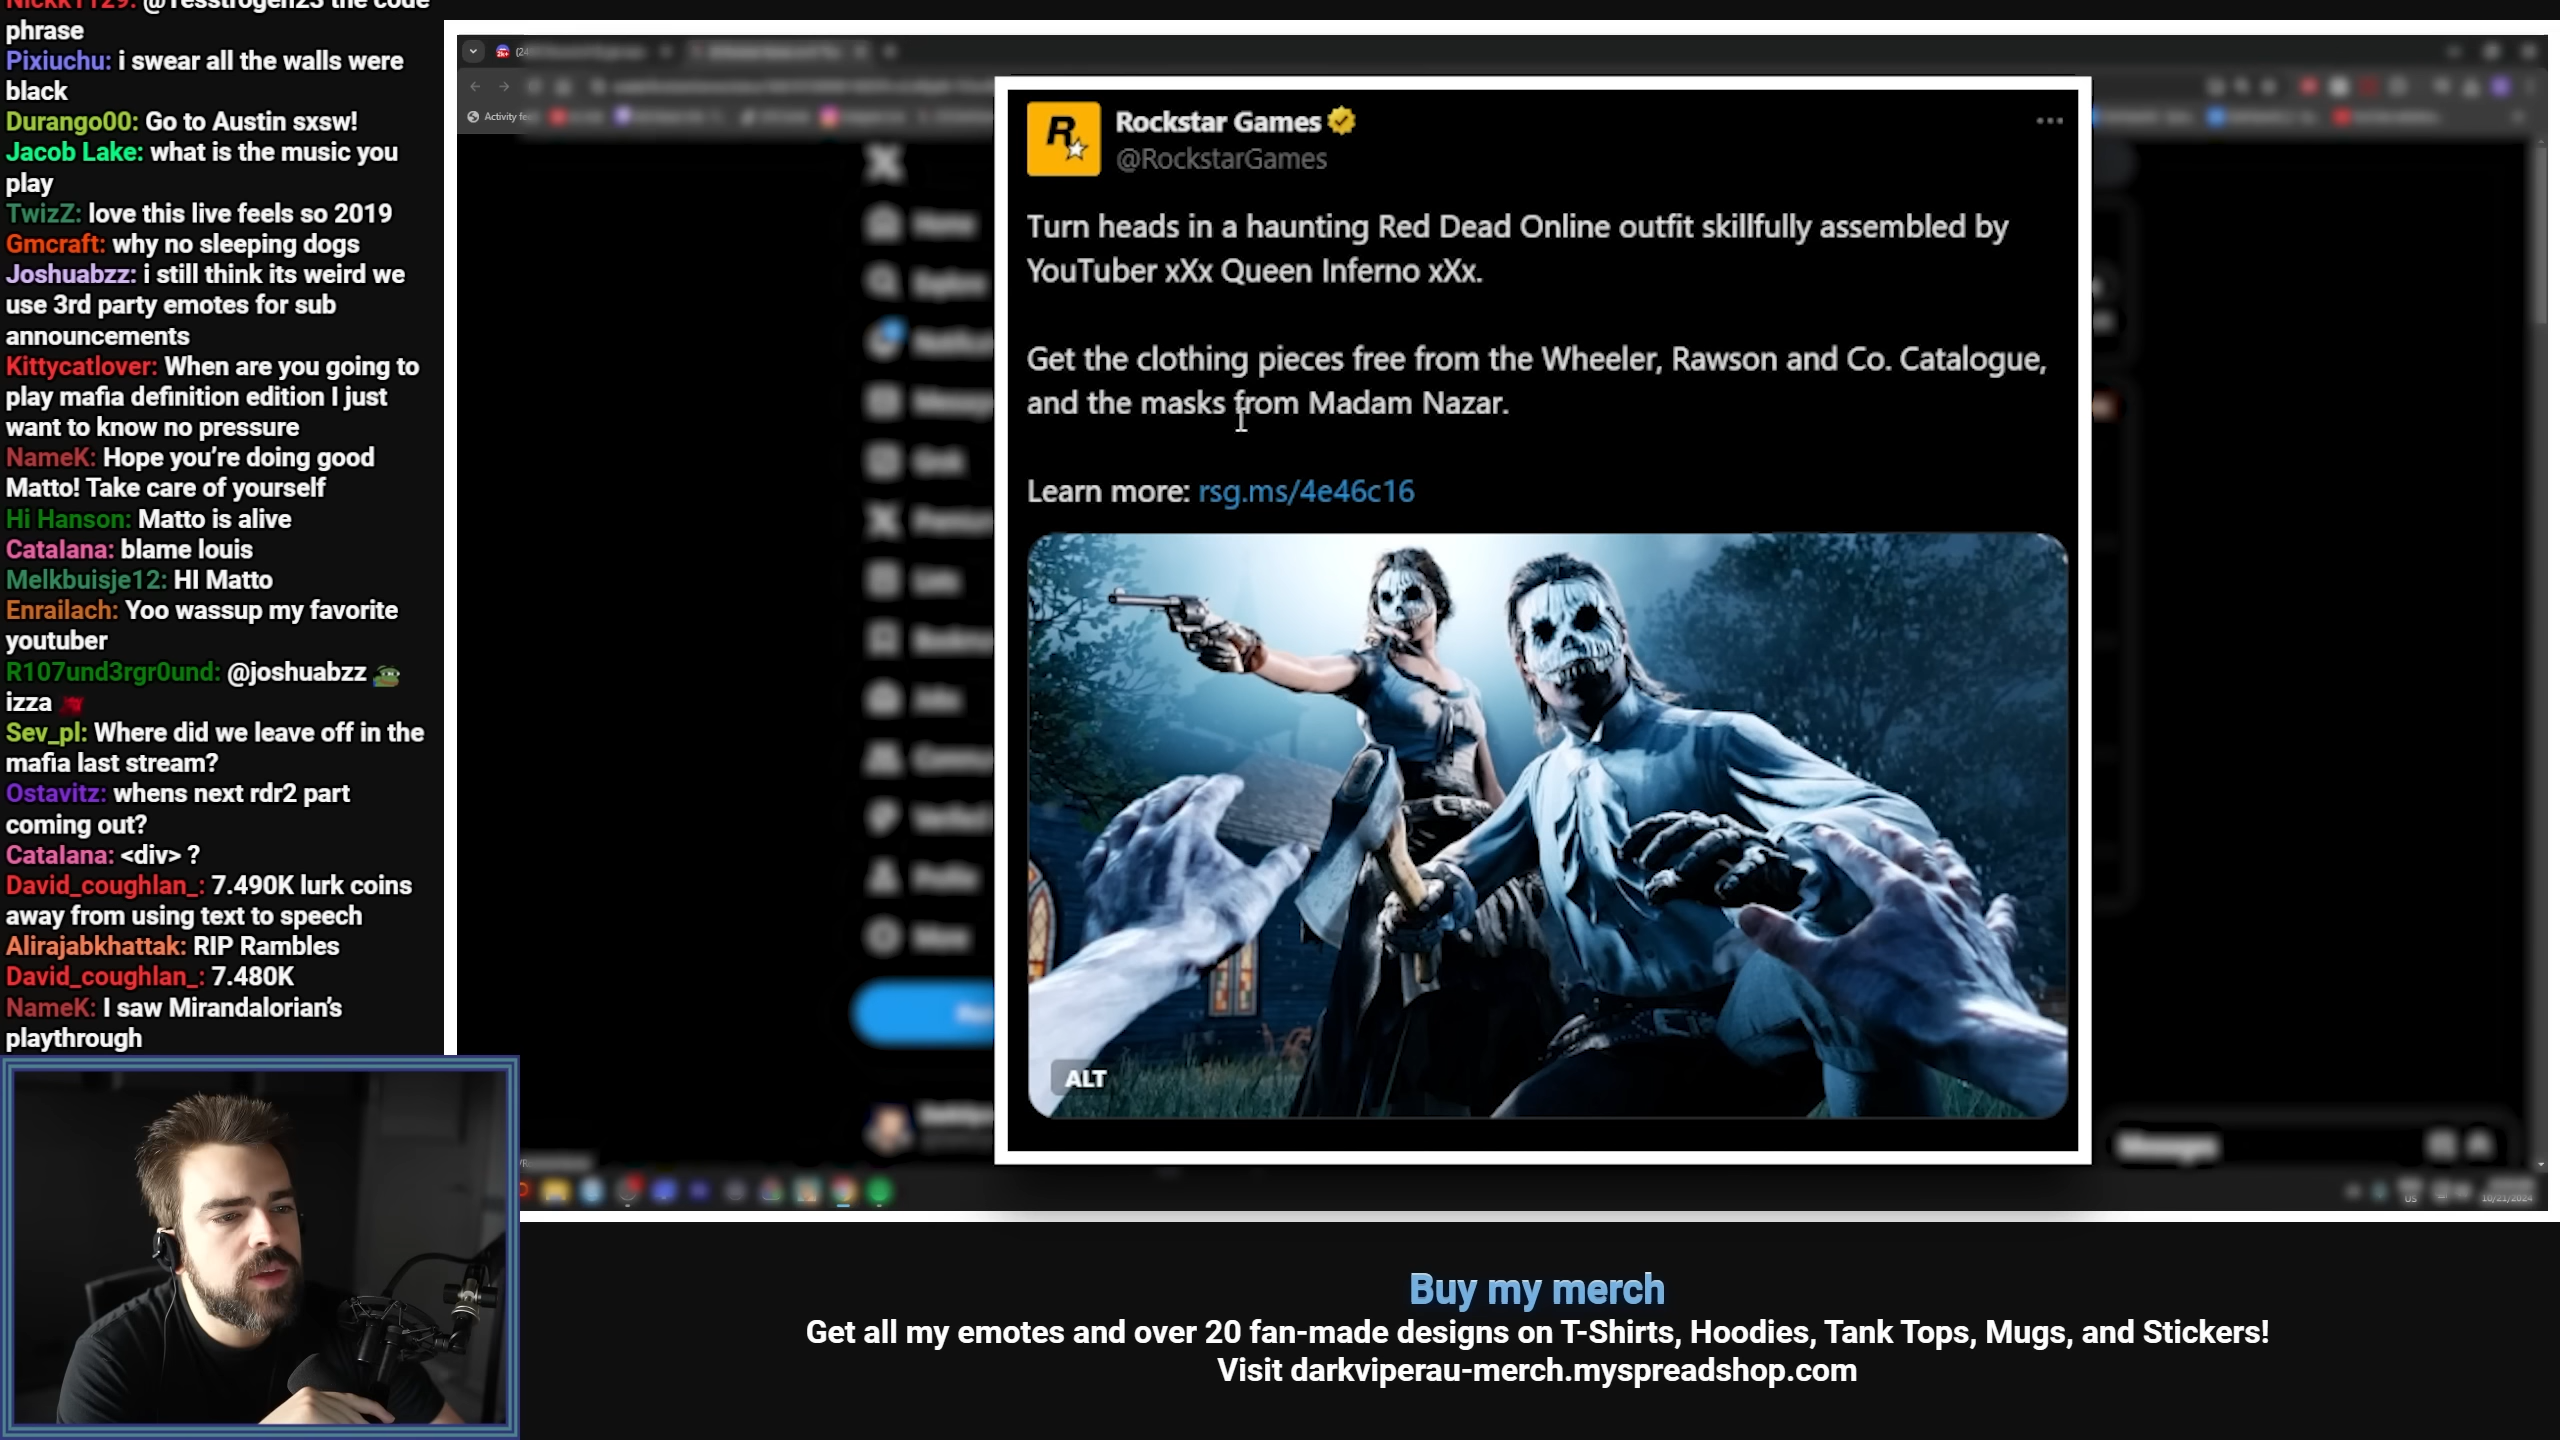 phrase
Pixiuchu: i swear all the walls were
black
Durango00: Go to Austin sxsw!
Jacob Lake: what is the music you
play
TwizZ: love this live feels so 2019
Gmcraft: why no sleeping dogs
Joshuabzz: i still think its weird we
use 3rd party emotes for sub
announcements
Kittycatlover: When are you going to
play mafia definition edition I just
want to know no pressure
NameK: Hope you’re doing good
Matto! Take care of yourself
Hi Hanson: Matto is alive
Catalana: blame louis
Melkbuisje12: HI Matto
Enrailach: Yoo wassup my favorite
youtuber
R107und3rgr0und: @joshuabzz
izza
Sev_pl: Where did we leave off in the
mafia last stream?
Ostavitz: whens next rdr2 part
coming out?
Catalana: <div> ?
David_coughlan_: 7.490K lurk coins
away from using text to speech
Alirajabkhattak: RIP Rambles
David_coughlan_: 7.480K
NameK: I saw Mirandalorian’s
playthrough
Rockstar Games
@RockstarGames
Turn heads in a haunting Red Dead Online outfit skillfully assembled by
YouTuber xXx Queen Inferno xXx.
Get the clothing pieces free from the Wheeler, Rawson and Co. Catalogue,
and the masks from Madam Nazar.
Learn more: rsg.ms/4e46c16
ALT
Home
More
Buy my merch
Get all my emotes and over 20 fan-made designs on T-Shirts, Hoodies, Tank Tops, Mugs, and Stickers!
Visit darkviperau-merch.myspreadshop.com